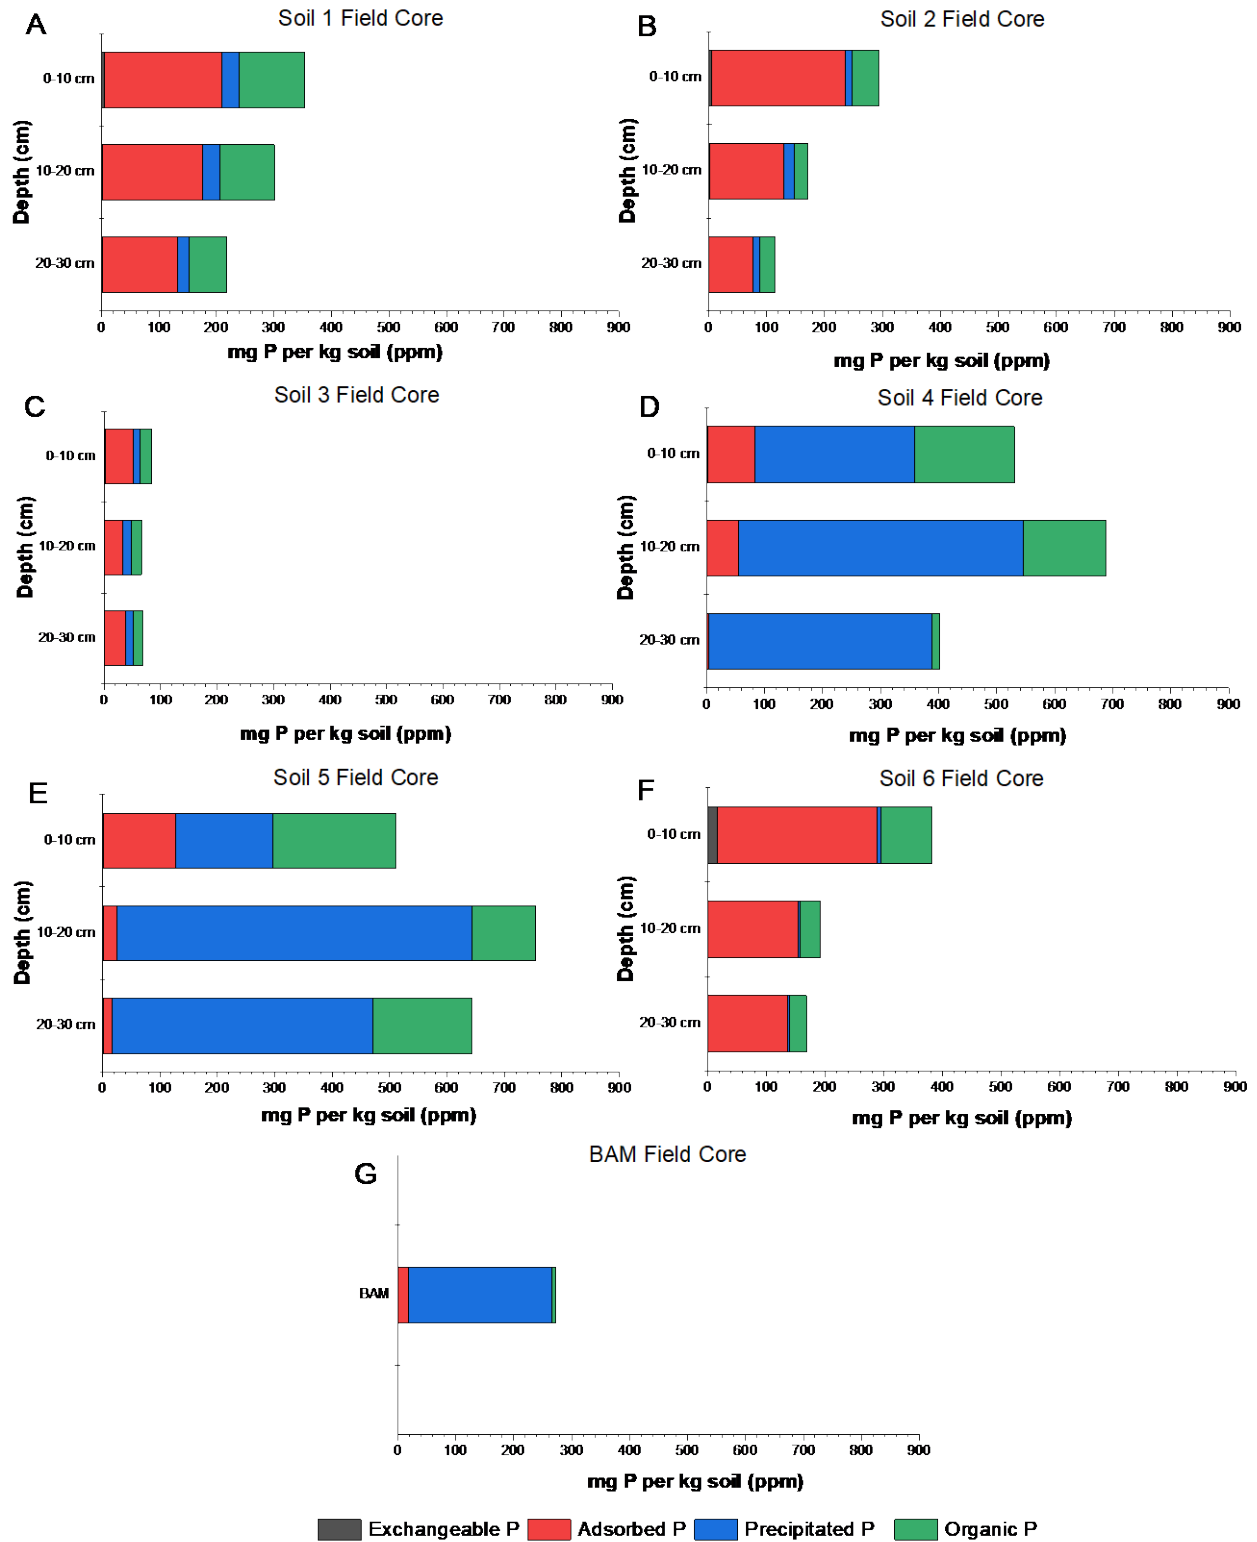 A
Soil 1 Field Core
Depth (cm)
0-10 cm
10-20 cm
20-30 cm
0 100 200 300 400 500 600 700 800 900
mg P per kg soil (ppm)
B
Soil 2 Field Core
Depth (cm)
0-10 cm
10-20 cm
20-30 cm
0 100 200 300 400 500 600 700 800 900
mg P per kg soil (ppm)
C
Soil 3 Field Core
Depth (cm)
0-10 cm
10-20 cm
20-30 cm
0 100 200 300 400 500 600 700 800 900
mg P per kg soil (ppm)
D
Soil 4 Field Core
Depth (cm)
0-10 cm
10-20 cm
20-30 cm
0 100 200 300 400 500 600 700 800 900
mg P per kg soil (ppm)
E
Soil 5 Field Core
Depth (cm)
0-10 cm
10-20 cm
20-30 cm
0 100 200 300 400 500 600 700 800 900
mg P per kg soil (ppm)
F
Soil 6 Field Core
Depth (cm)
0-10 cm
10-20 cm
20-30 cm
0 100 200 300 400 500 600 700 800 900
mg P per kg soil (ppm)
G
BAM Field Core
BAM
0 100 200 300 400 500 600 700 800 900
mg P per kg soil (ppm)
Exchangeable P Adsorbed P Precipitated P Organic P